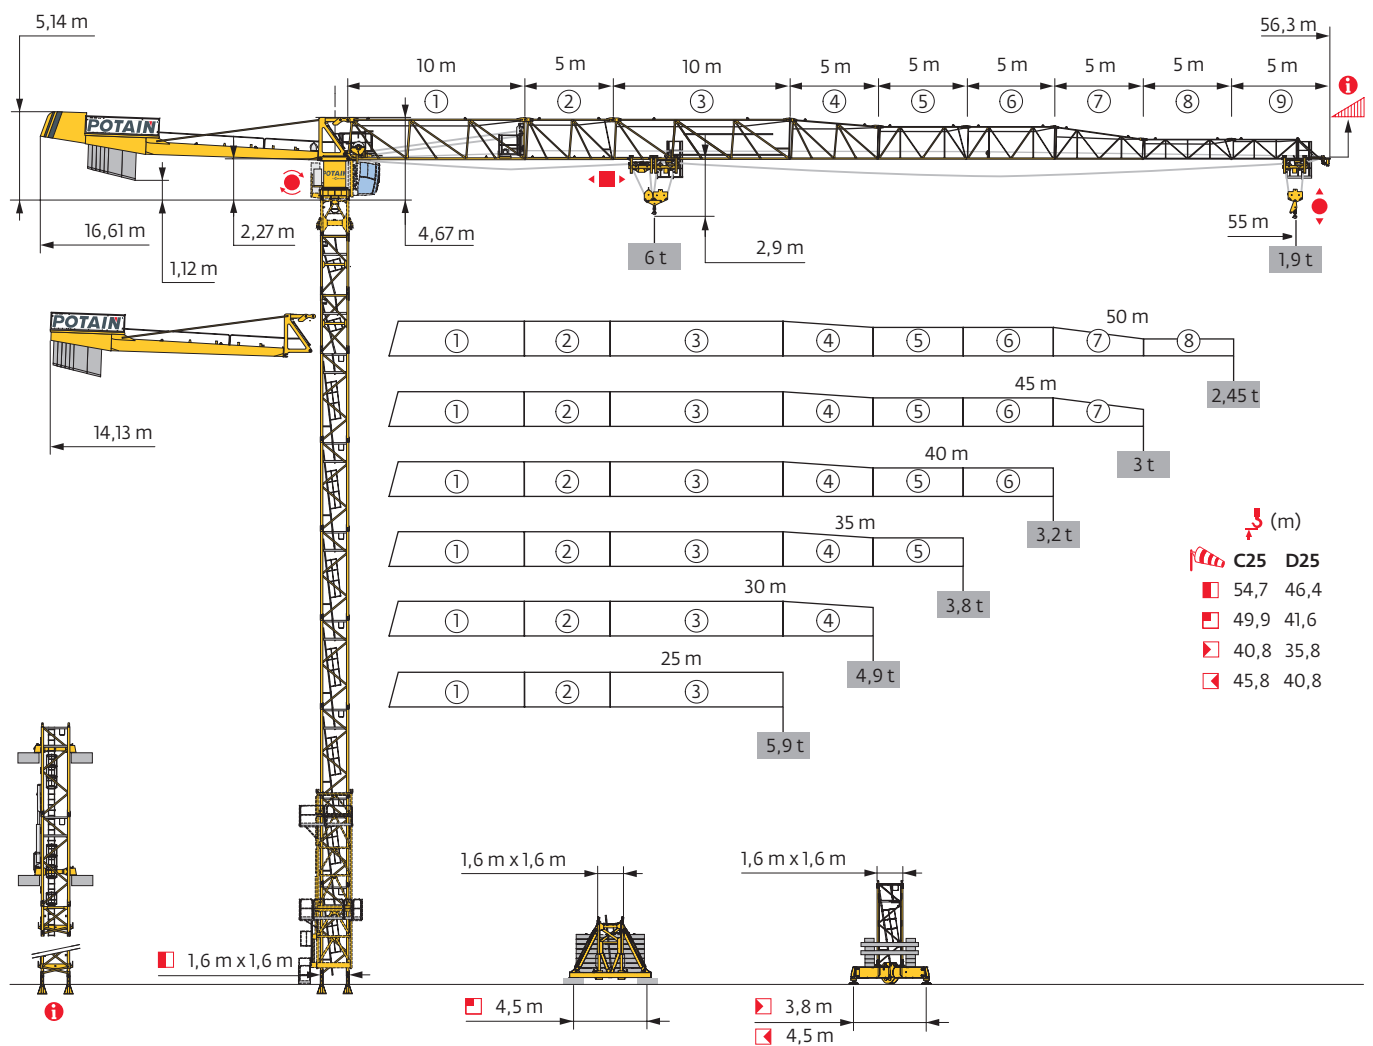 5,14 m
56,3 m
10 m 5 m 10 m 5 m 5 m 5 m 5 m 5 m 5 m
1 2 3 4 5 6 7 8 9
i
POTAIN
POTAIN
16,61 m
2,27 m
4,67 m
1,12 m
2,9 m
6 t
55 m
1,9 t
POTAIN
14,13 m
50 m
1 2 3 4 5 6 7 8
2,45 t
45 m
1 2 3 4 5 6 7
3 t
40 m
1 2 3 4 5 6
3,2 t
35 m
1 2 3 4 5
3,8 t
30 m
1 2 3 4
4,9 t
25 m
1 2 3
5,9 t
(m)
C25 D25
54,7 46,4
49,9 41,6
40,8 35,8
45,8 40,8
1,6 m x 1,6 m
1,6 m x 1,6 m
1,6 m x 1,6 m
4,5 m
3,8 m
4,5 m
i